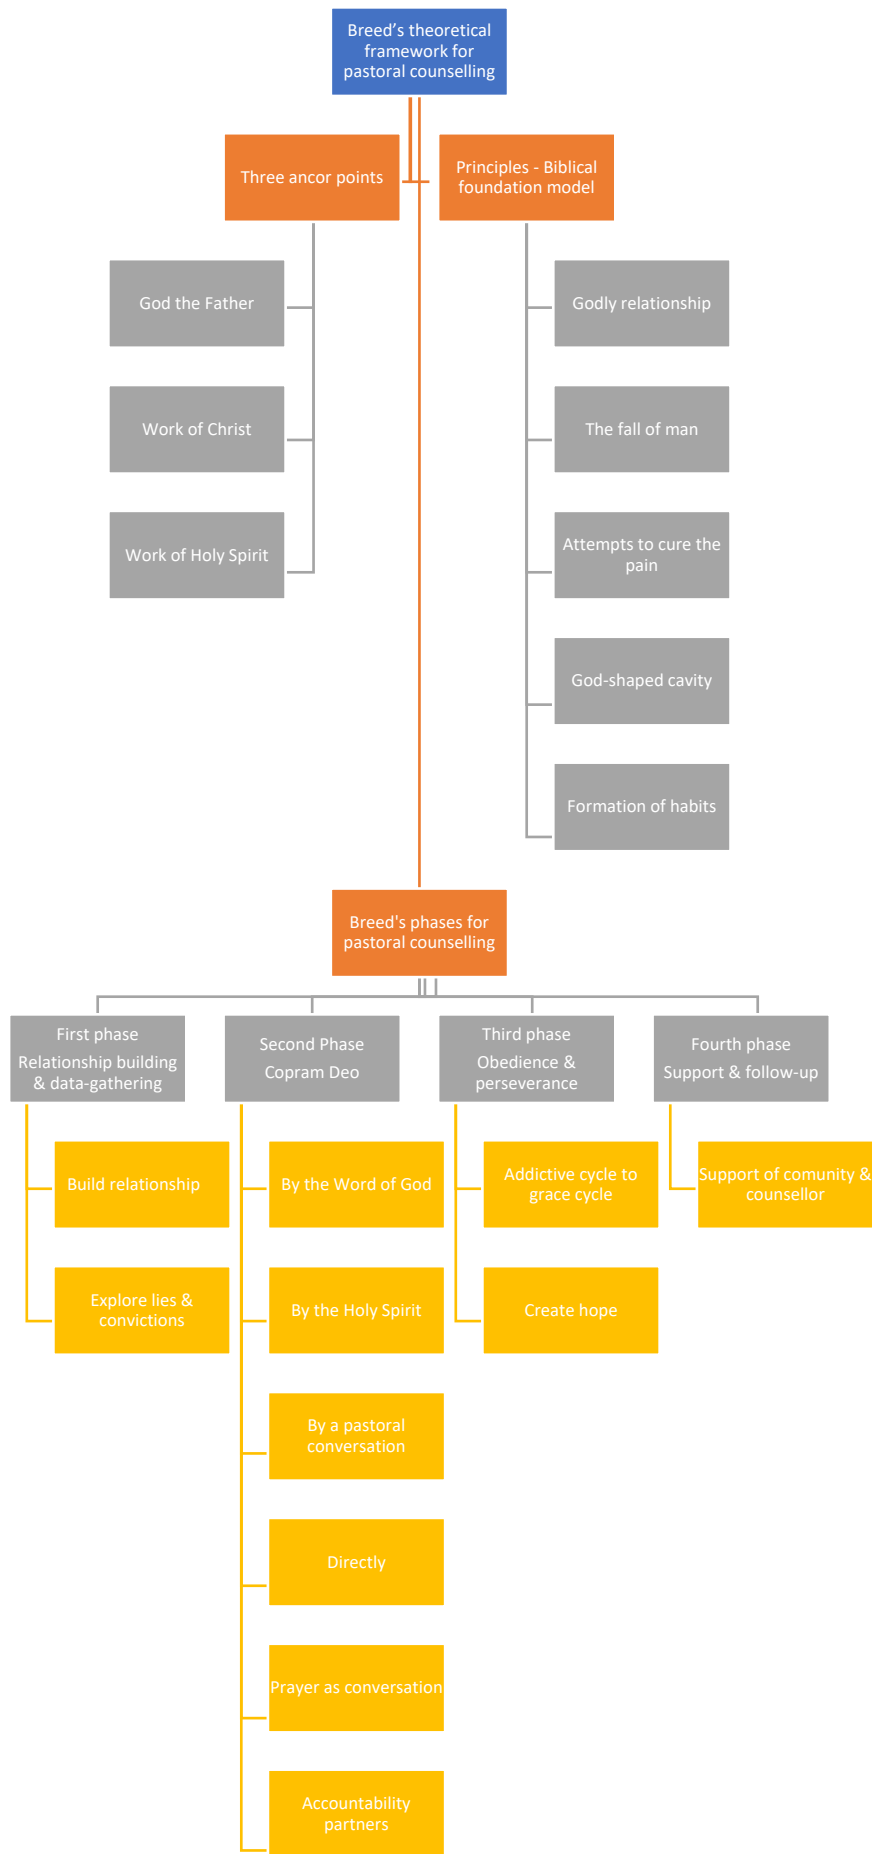 Breed's theoretical
framework for
pastoral counselling
Three ancor points
Principles - Biblical
foundation model
God the Father
Work of Christ
Work of Holy Spirit
Godly relationship
The fall of man
Attempts to cure the
pain
God-shaped cavity
Formation of habits
Breed's phases for
pastoral counselling
First phase
Relationship building
& data-gathering
Build relationship
Explore lies &
convictions
Second Phase
Copram Deo
By the Word of God
By the Holy Spirit
By a pastoral
conversation
Directly
Prayer as conversation
Accountability
partners
Third phase
Obedience &
perseverance
Addictive cycle to
grace cycle
Create hope
Fourth phase
Support & follow-up
Support of comunity &
counsellor